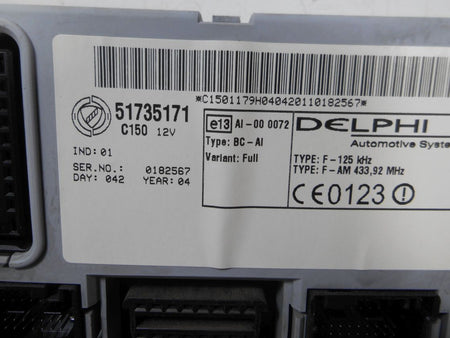 *C1501179H040420110182567*
51735171
C150 12V
IND: 01
SER.NO.: 0182567
DAY: 042 YEAR: 04
e13 AI-00 0072
Type: BC-AI
Variant: Full
DELPHI
Automotive Syste
TYPE: F-125 kHz
TYPE: F-AM 433,92 MHz
CE0123